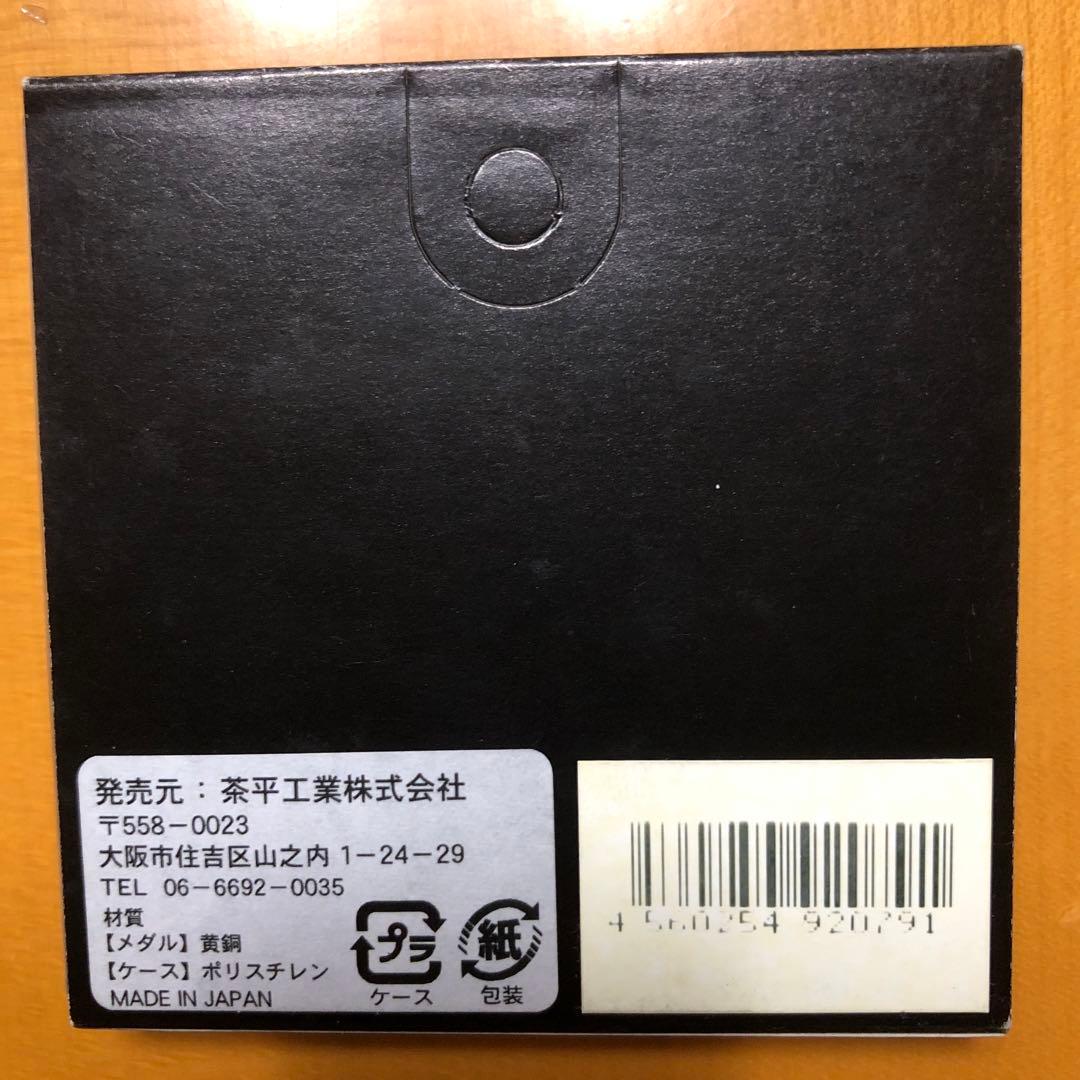 発売元：茶平工業株式会社
〒558－0023
大阪市住吉区山之内1－24－29
TEL 06－6692－0035
材質
【メダル】黄銅
【ケース】ポリスチレン
MADE IN JAPAN
プラ
ケース
紙
包装
4 560254 920791